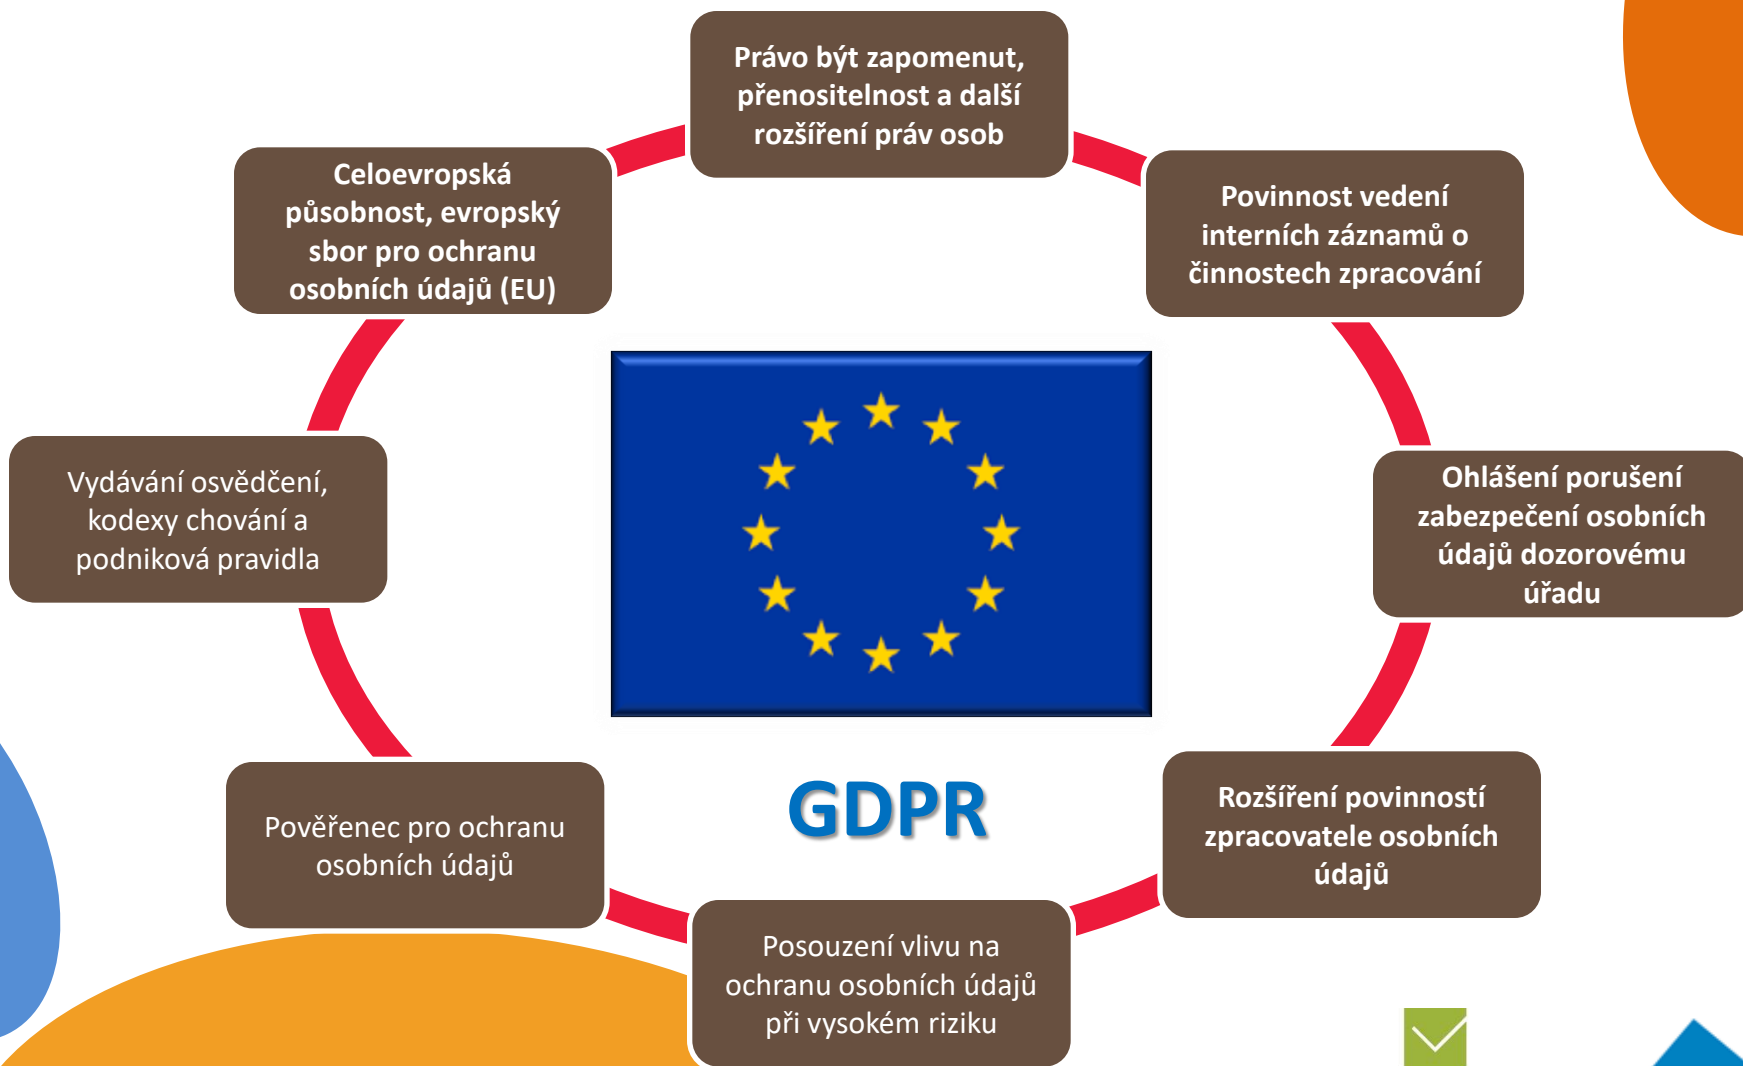 Právo být zapomenut,
přenositelnost a další
rozšíření práv osob
Povinnost vedení
interních záznamů o
činnostech zpracování
Ohlášení porušení
zabezpečení osobních
údajů dozorovému
úřadu
Rozšíření povinností
zpracovatele osobních
údajů
Posouzení vlivu na
ochranu osobních údajů
při vysokém riziku
Pověřenec pro ochranu
osobních údajů
Vydávání osvědčení,
kodexy chování a
podniková pravidla
Celoevropská
působnost, evropský
sbor pro ochranu
osobních údajů (EU)
GDPR